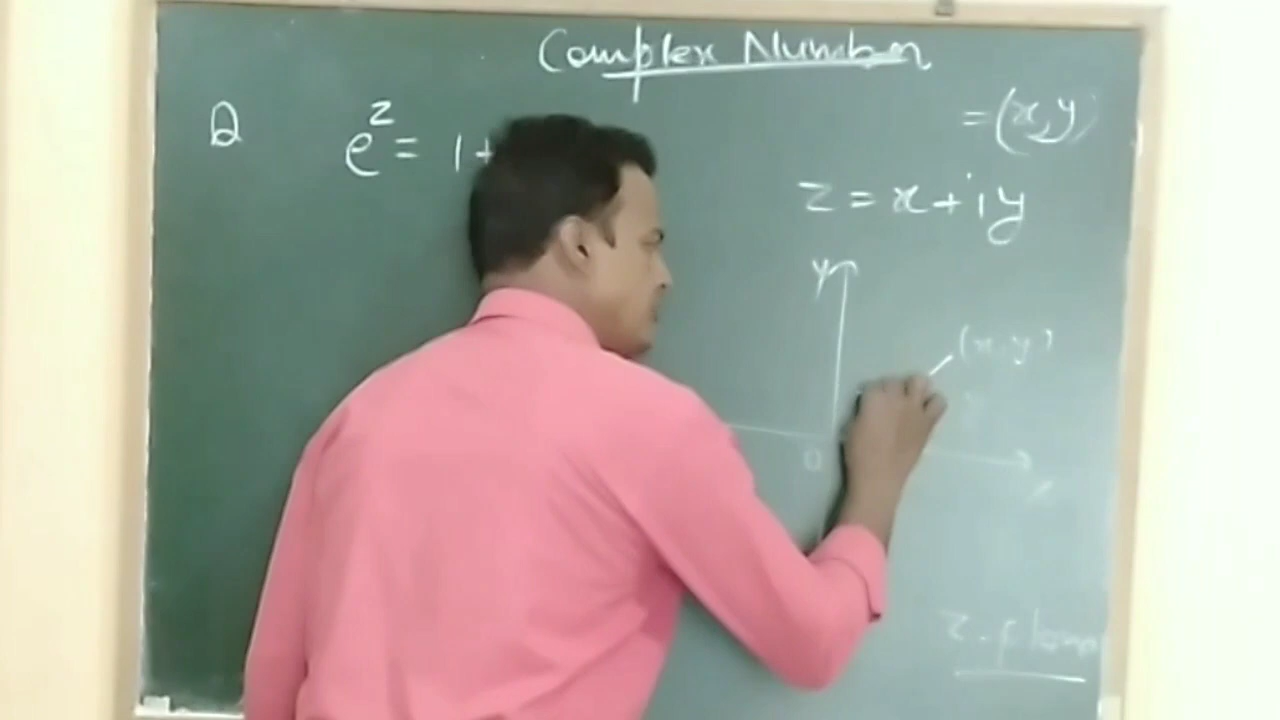 Complex Number
Q e^z = 1 +
= (x, y)
z = x + iy
y
(x, y)
0
x
z-plane